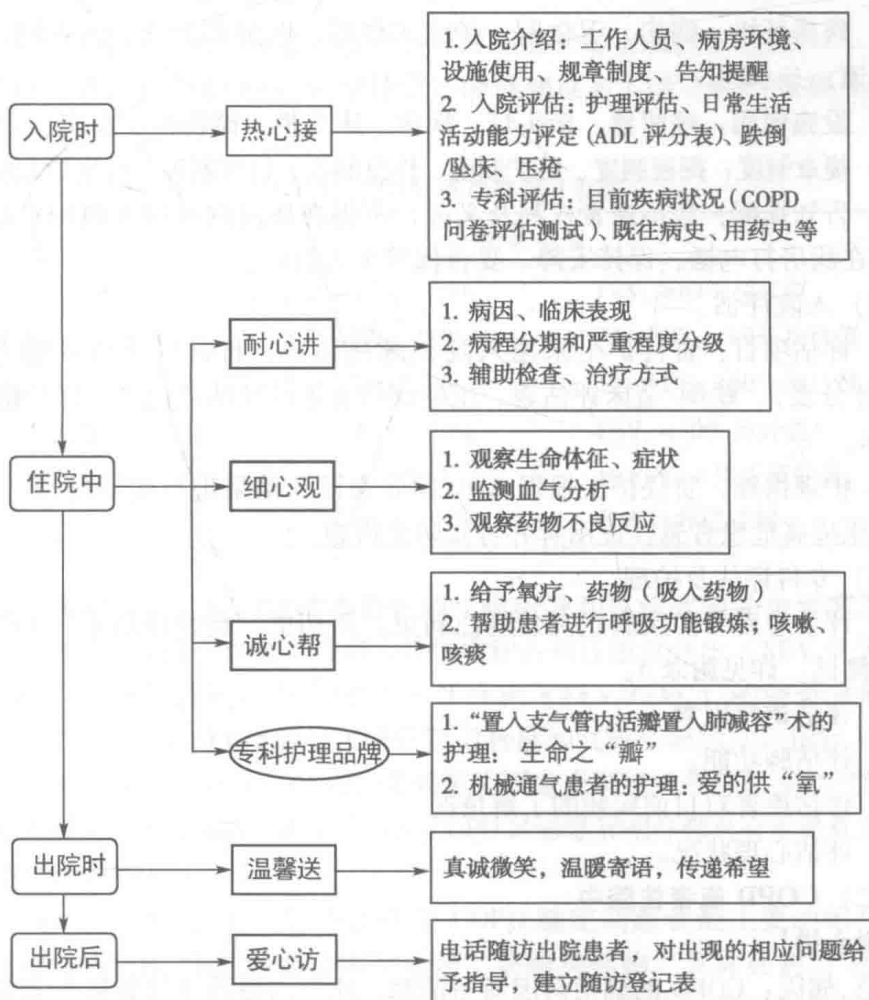 入院时
热心接
1. 入院介绍：工作人员、病房环境、
设施使用、规章制度、告知提醒
2. 入院评估：护理评估、日常生活
活动能力评定(ADL 评分表)、跌倒
/坠床、压疮
3. 专科评估：目前疾病状况(COPD
问卷评估测试)、既往病史、用药史等
住院中
耐心讲
1. 病因、临床表现
2. 病程分期和严重程度分级
3. 辅助检查、治疗方式
细心观
1. 观察生命体征、症状
2. 监测血气分析
3. 观察药物不良反应
诚心帮
1. 给予氧疗、药物（吸入药物）
2. 帮助患者进行呼吸功能锻炼；咳嗽、
咳痰
专科护理品牌
1. “置入支气管内活瓣置入肺减容”术的
护理：生命之“瓣”
2. 机械通气患者的护理：爱的供“氧”
出院时
温馨送
真诚微笑，温暖寄语，传递希望
出院后
爱心访
电话随访出院患者，对出现的相应问题给
予指导，建立随访登记表